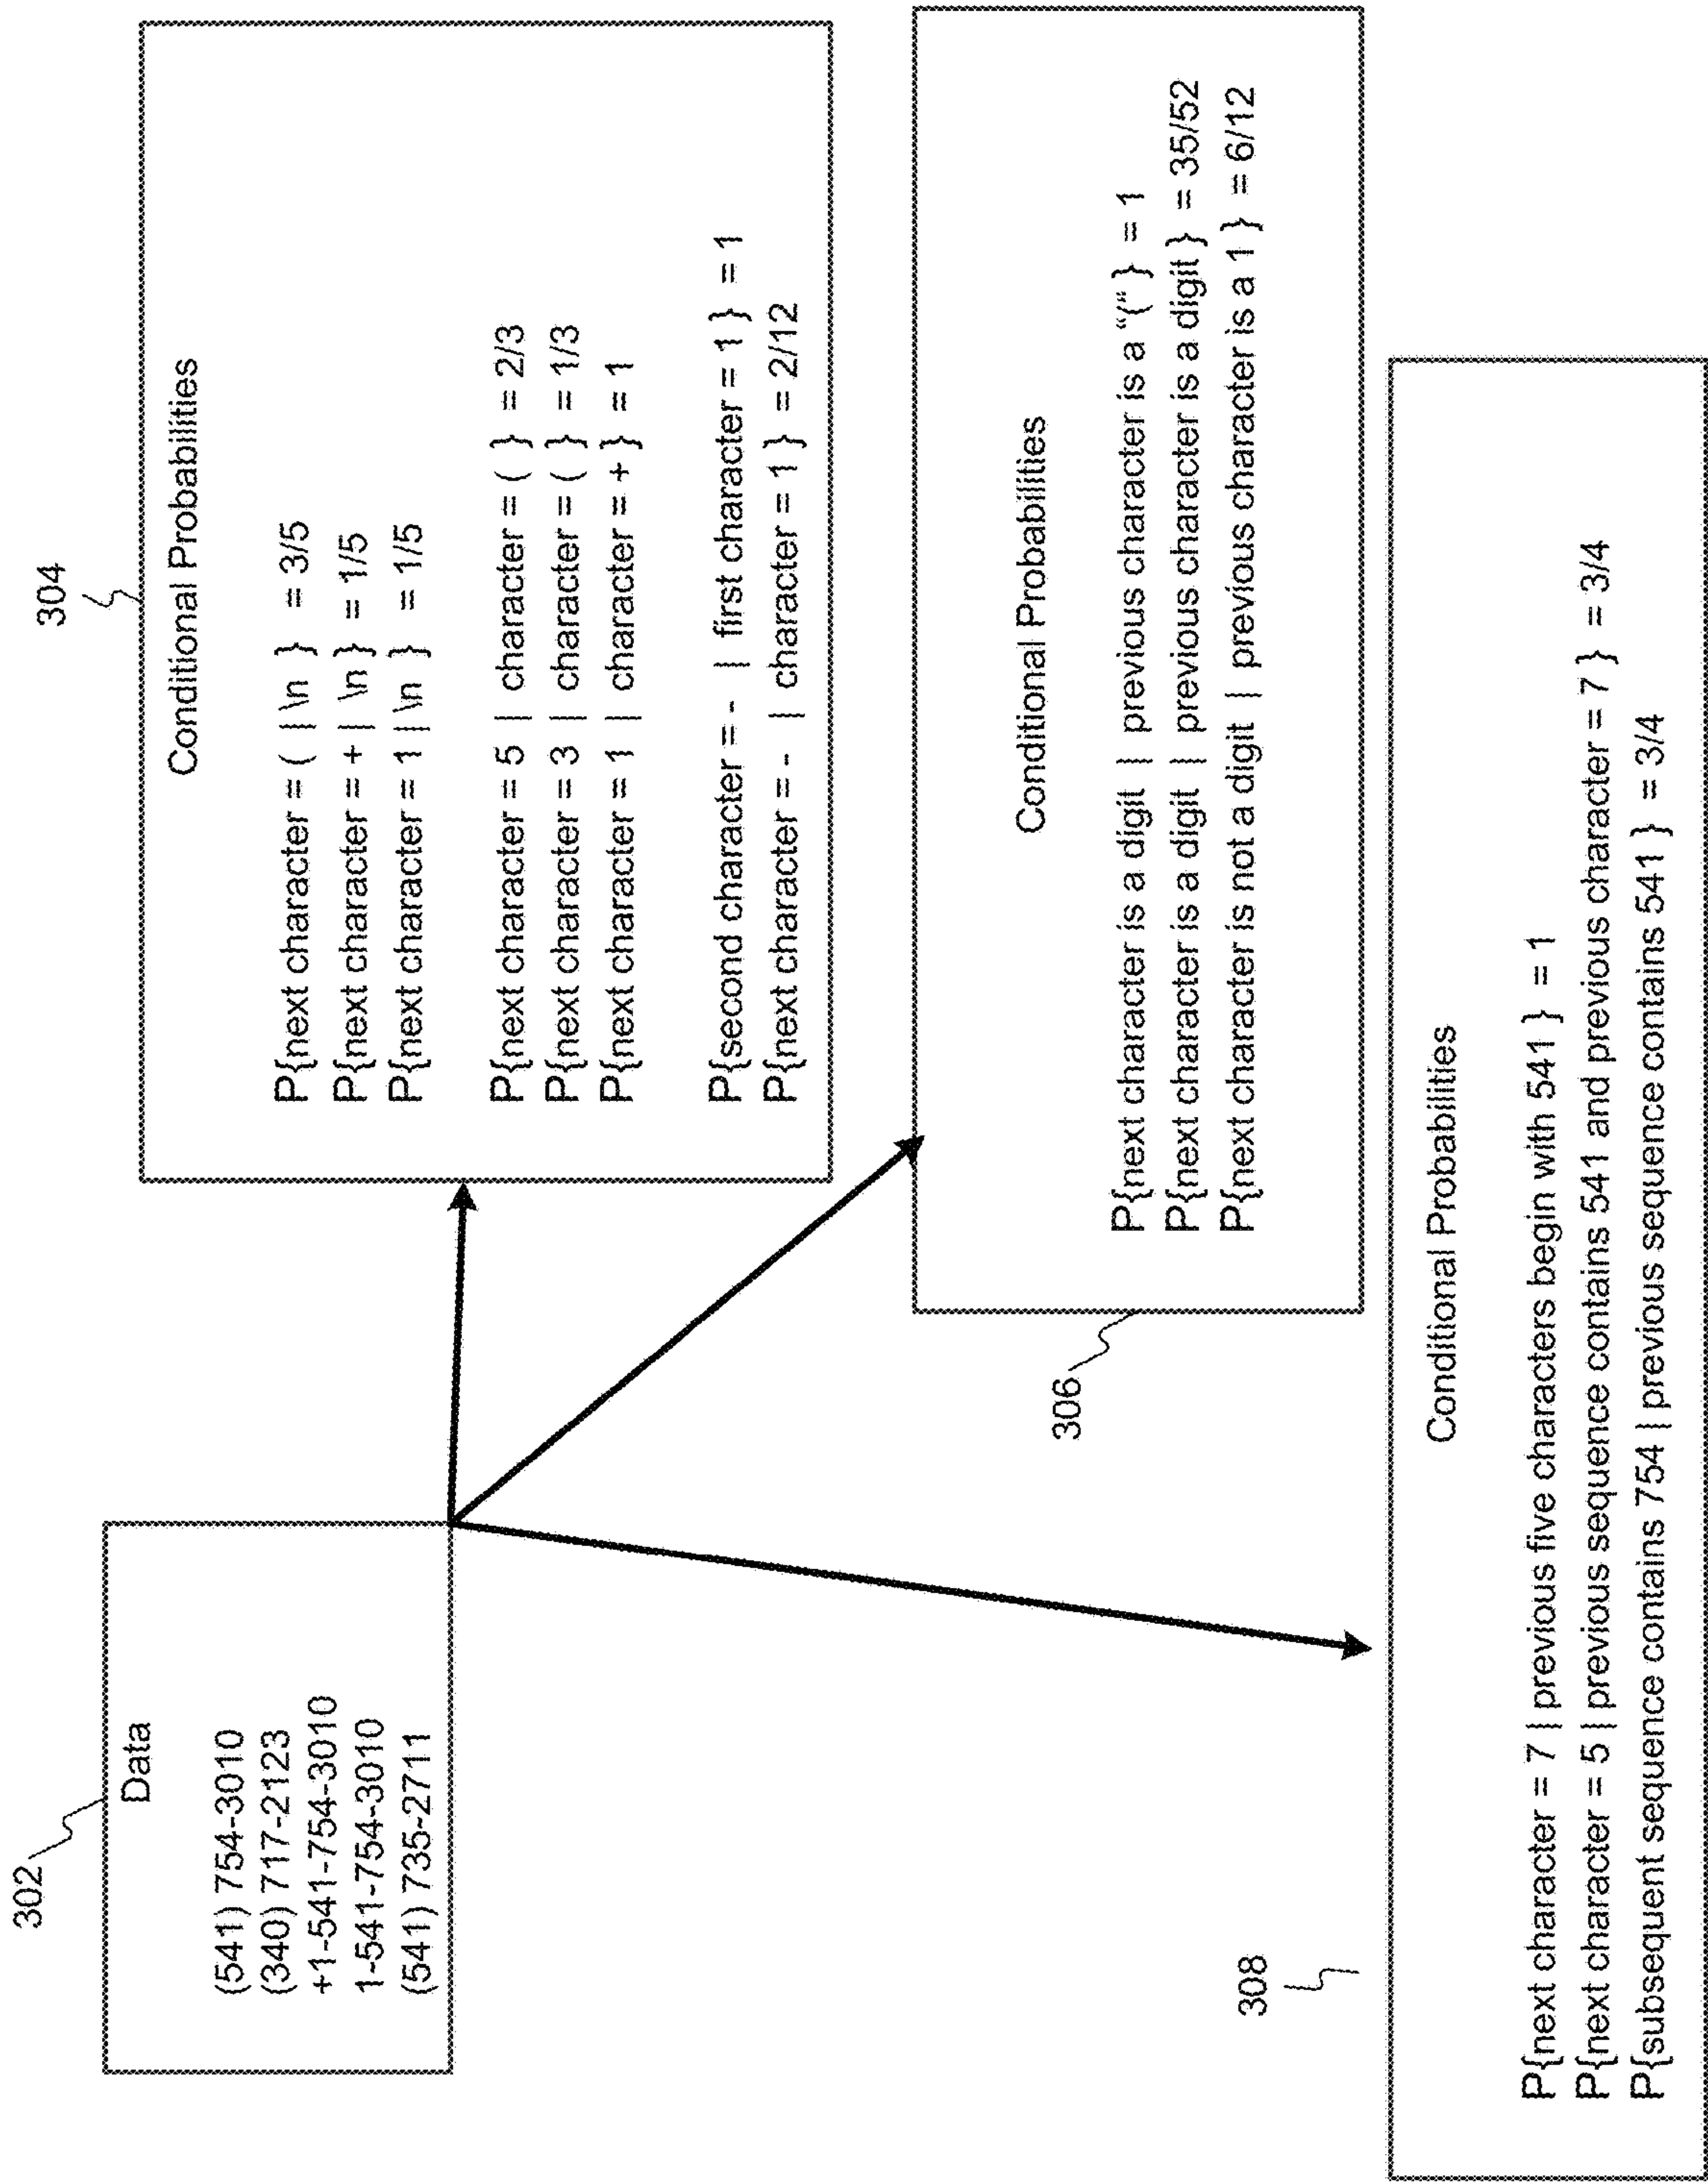 302
Data
(541) 754-3010
(340) 717-2123
+1-541-754-3010
1-541-754-3010
(541) 735-2711
304
Conditional Probabilities
P{next character = ( | \n } = 3/5
P{next character = + | \n } = 1/5
P{next character = 1 | \n } = 1/5
P{next character = 5 | character = ( } = 2/3
P{next character = 3 | character = ( } = 1/3
P{next character = 1 | character = + } = 1
P{second character = - | first character = 1 } = 1
P{next character = - | character = 1 } = 2/12
306
Conditional Probabilities
P{next character is a digit | previous character is a “(“ } = 1
P{next character is a digit | previous character is a digit } = 35/52
P{next character is not a digit | previous character is a 1 } = 6/12
308
Conditional Probabilities
P{next character = 7 | previous five characters begin with 541 } = 1
P{next character = 5 | previous sequence contains 541 and previous character = 7 } = 3/4
P{subsequent sequence contains 754 | previous sequence contains 541 } = 3/4